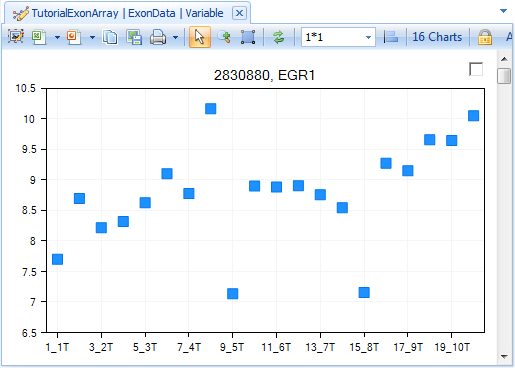 TutorialExonArray | ExonData | Variable
1*1 16 Charts
2830880, EGR1
10.5
10
9.5
9
8.5
8
7.5
7
6.5
1_1T 3_2T 5_3T 7_4T 9_5T 11_6T 13_7T 15_8T 17_9T 19_10T